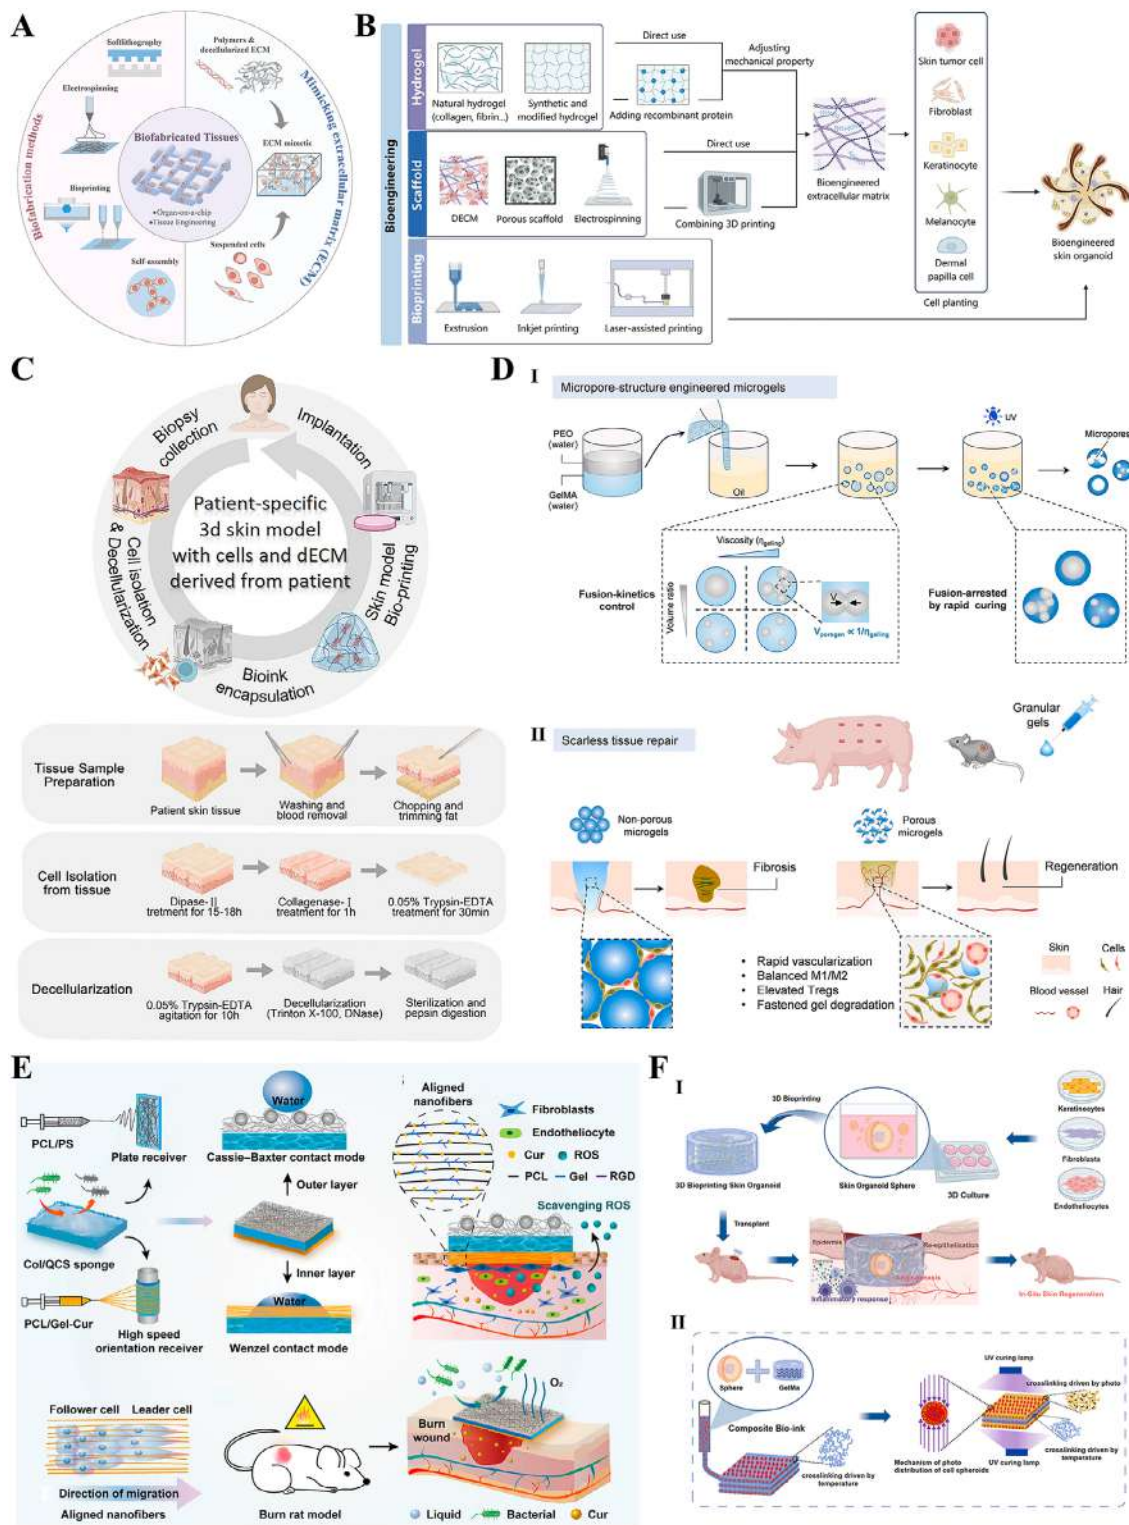 A
Softlithography
Electrospinning
Bioprinting
Self-assembly
Biofabrication methods
Polymers &
decellularized ECM
Biofabricated Tissues
•Organ-on-a-chip
•Tissue Engineering
ECM mimetic
Suspended cells
Mimicking extracellular matrix (ECM)
B
Bioengineering
Hydrogel
Natural hydrogel
(collagen, fibrin...)
Synthetic and
modified hydrogel
Direct use
Adding recombinant protein
Adjusting
mechanical property
Scaffold
DECM
Porous scaffold
Electrospinning
Direct use
Combining 3D printing
Bioengineered
extracellular matrix
Bioprinting
Exstrusion
Inkjet printing
Laser-assisted printing
Skin tumor cell
Fibroblast
Keratinocyte
Melanocyte
Dermal
papilla cell
Cell planting
Bioengineered
skin organoid
C
Biopsy
collection
Implantation
Skin model
Bio-printing
Bioink
encapsulation
Cell isolation
& Decellularization
Patient-specific
3d skin model
with cells and dECM
derived from patient
Tissue Sample
Preparation
Patient skin tissue
Washing and
blood removal
Chopping and
trimming fat
Cell Isolation
from tissue
Dipase- II
tretment for 15-18h
Collagenase- I
treatment for 1h
0.05% Trypsin-EDTA
treatment for 30min
Decellularization
0.05% Trypsin-EDTA
agitation for 10h
Decellularization
(Trinton X-100, DNase)
Sterilization and
pepsin digestion
D
I
Micropore-structure engineered microgels
PEO
(water)
GelMA
(water)
Oil
UV
Micropores
Viscosity (ηgelling)
Volume ratio
Fusion-kinetics
control
V
Vporogen ∝ 1/ηgelling
Fusion-arrested
by rapid curing
II
Scarless tissue repair
Granular
gels
Non-porous
microgels
Fibrosis
Porous
microgels
Regeneration
• Rapid vascularization
• Balanced M1/M2
• Elevated Tregs
• Fastened gel degradation
Skin
Cells
Blood vessel
Hair
E
PCL/PS
Plate receiver
Col/QCS sponge
PCL/Gel-Cur
High speed
orientation receiver
Water
Cassie–Baxter contact mode
Outer layer
Inner layer
Water
Wenzel contact mode
Aligned
nanofibers
Fibroblasts
Endotheliocyte
Cur
ROS
PCL
Gel
RGD
Scavenging ROS
Follower cell
Leader cell
Direction of migration
Aligned nanofibers
Burn rat model
Burn
wound
O₂
Liquid
Bacterial
Cur
F
I
3D Bioprinting
3D Bioprinting Skin Organoid
Skin Organoid Sphere
3D Culture
Keratinocytes
Fibroblasts
Endotheliocytes
Transplant
Epidermis
Inflammatory response
Re-epithelisation
In-Situ Skin Regeneration
II
Sphere
GelMa
Composite Bio-ink
crosslinking driven by
temperature
Mechanism of photo
distribution of cell spheroids
UV curing lamp
crosslinking driven by photo
crosslinking driven by
temperature
UV curing lamp